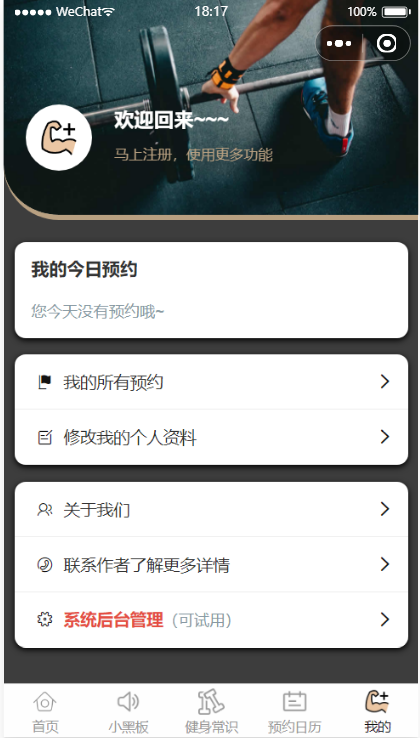 WeChat 18:17 100%
欢迎回来~~~
马上注册，使用更多功能
我的今日预约
您今天没有预约哦~
我的所有预约
修改我的个人资料
关于我们
联系作者了解更多详情
系统后台管理（可试用）
首页 小黑板 健身常识 预约日历 我的